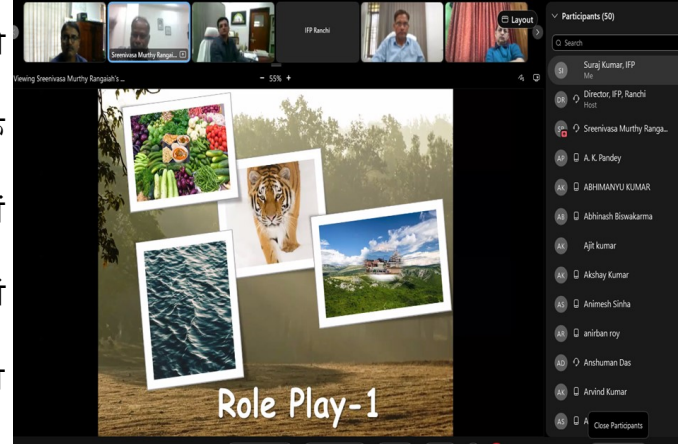 IFP Ranchi
Layout
Sreenivasa Murthy Rangai...
Viewing Sreenivasa Murthy Rangaiah's ...
− 55% +
Role Play-1
Participants (50)
Search
SI
Suraj Kumar, IFP
Me
DR
Director, IFP, Ranchi
Host
Sreenivasa Murthy Ranga...
AP
A. K. Pandey
AK
ABHIMANYU KUMAR
AB
Abhinash Biswakarma
AK
Ajit kumar
AK
Akshay Kumar
AS
Animesh Sinha
AR
anirban roy
AD
Anshuman Das
AK
Arvind Kumar
AS
Close Participants